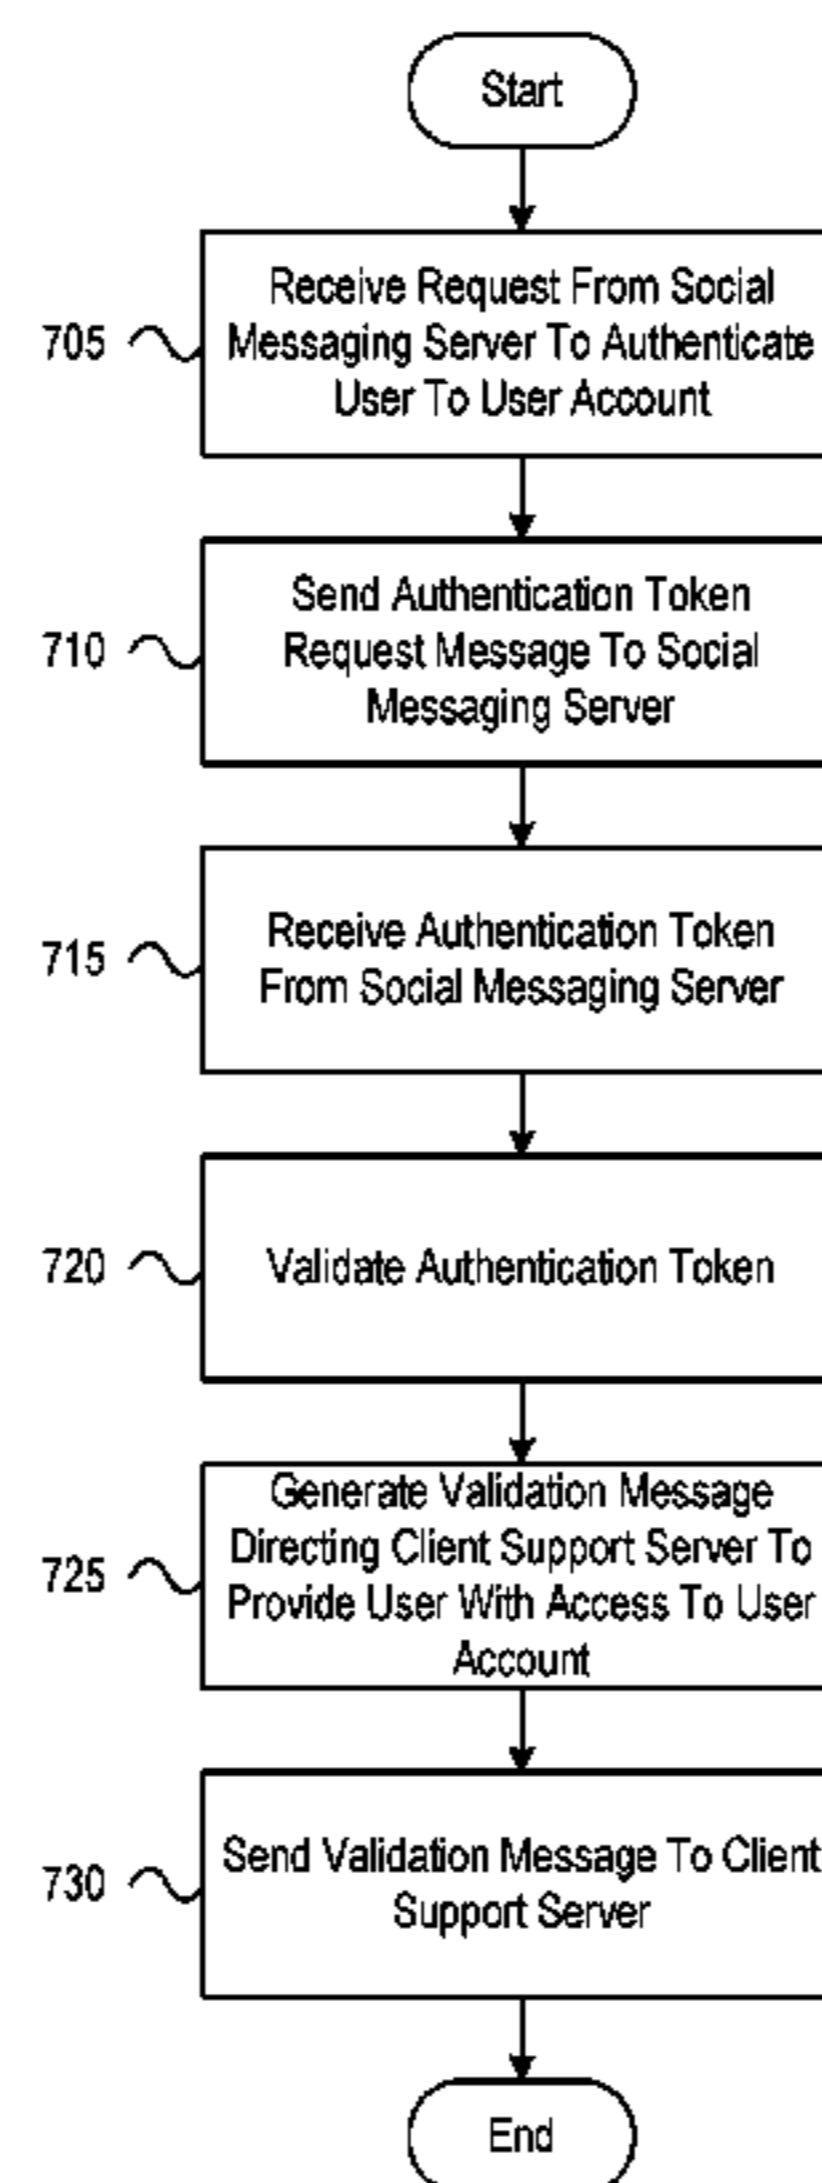 Start
705
Receive Request From Social
Messaging Server To Authenticate
User To User Account
710
Send Authentication Token
Request Message To Social
Messaging Server
715
Receive Authentication Token
From Social Messaging Server
720
Validate Authentication Token
725
Generate Validation Message
Directing Client Support Server To
Provide User With Access To User
Account
730
Send Validation Message To Client
Support Server
End